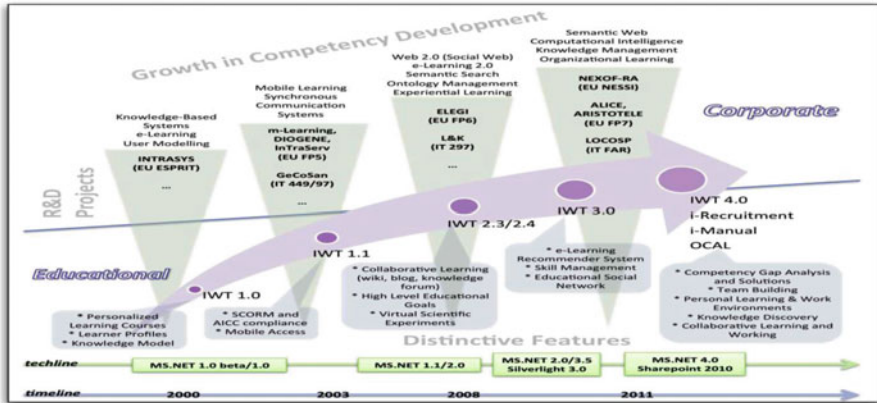 Growth in Competency Development
Knowledge-Based
Systems
e-Learning
User Modelling
INTRASYS
(EU ESPRIT)
...
Mobile Learning
Synchronous
Communication
Systems
m-Learning,
DIOGENE,
InTraServ
(EU FP5)
GeCoSan
(IT 449/97)
...
Web 2.0 (Social Web)
e-Learning 2.0
Semantic Search
Ontology Management
Experiential Learning
ELEGI
(EU FP6)
L&K
(IT 297)
...
Semantic Web
Computational Intelligence
Knowledge Management
Organizational Learning
NEXOF-RA
(EU NESSI)
ALICE,
ARISTOTELE
(EU FP7)
LOCOSP
(IT FAR)
Corporate
R&D
Projects
Educational
IWT 1.0
IWT 1.1
IWT 2.3/2.4
IWT 3.0
IWT 4.0
i-Recruitment
i-Manual
OCAL
* Personalized
Learning Courses
* Learner Profiles
* Knowledge Model
* SCORM and
AICC compliance
* Mobile Access
* Collaborative Learning
(wiki, blog, knowledge
forum)
* High Level Educational
Goals
* Virtual Scientific
Experiments
* e-Learning
Recommender System
* Skill Management
* Educational Social
Network
* Competency Gap Analysis
and Solutions
* Team Building
* Personal Learning & Work
Environments
* Knowledge Discovery
* Collaborative Learning and
Working
Distinctive Features
techline
MS.NET 1.0 beta/1.0
MS.NET 1.1/2.0
MS.NET 2.0/3.5
Silverlight 3.0
MS.NET 4.0
Sharepoint 2010
timeline
2000
2003
2008
2011